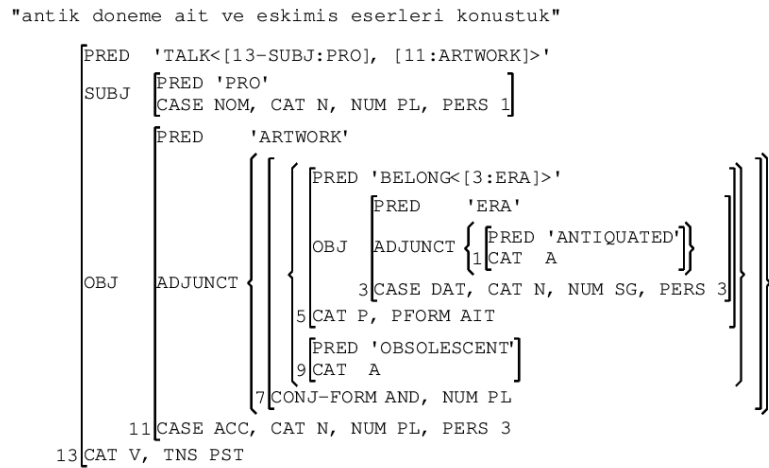 "antik doneme ait ve eskimis eserleri konustuk"
PRED 'TALK<[13-SUBJ:PRO], [11:ARTWORK]>'
PRED 'PRO'
SUBJ
CASE NOM, CAT N, NUM PL, PERS 1
PRED 'ARTWORK'
PRED 'BELONG<[3:ERA]>'
PRED 'ERA'
PRED 'ANTIQUATED'
OBJ ADJUNCT
1 CAT A
OBJ ADJUNCT
3 CASE DAT, CAT N, NUM SG, PERS 3
5 CAT P, PFORM AIT
PRED 'OBSOLESCENT'
9 CAT A
7 CONJ-FORM AND, NUM PL
11 CASE ACC, CAT N, NUM PL, PERS 3
13 CAT V, TNS PST